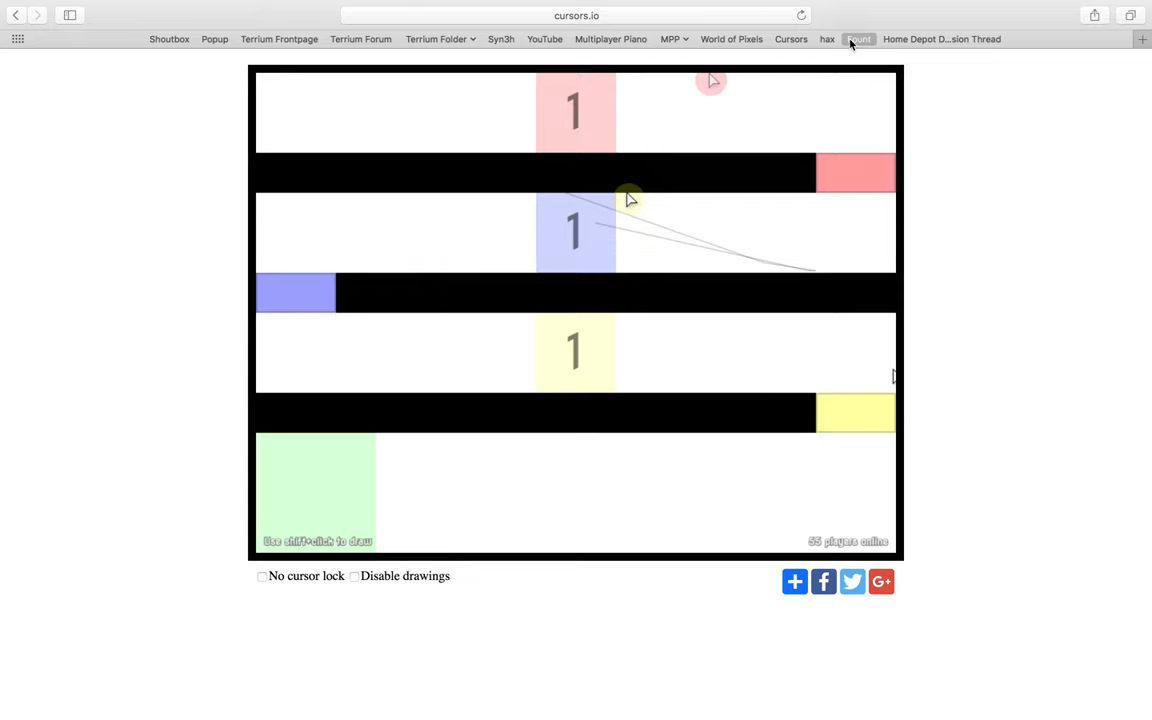 cursors.io
Shoutbox Popup Terrium Frontpage Terrium Forum Terrium Folder Syn3h YouTube Multiplayer Piano MPP World of Pixels Cursors hax Fount Home Depot D...sion Thread
1
1
1
Use shift+click to draw
55 players online
No cursor lock Disable drawings
G+